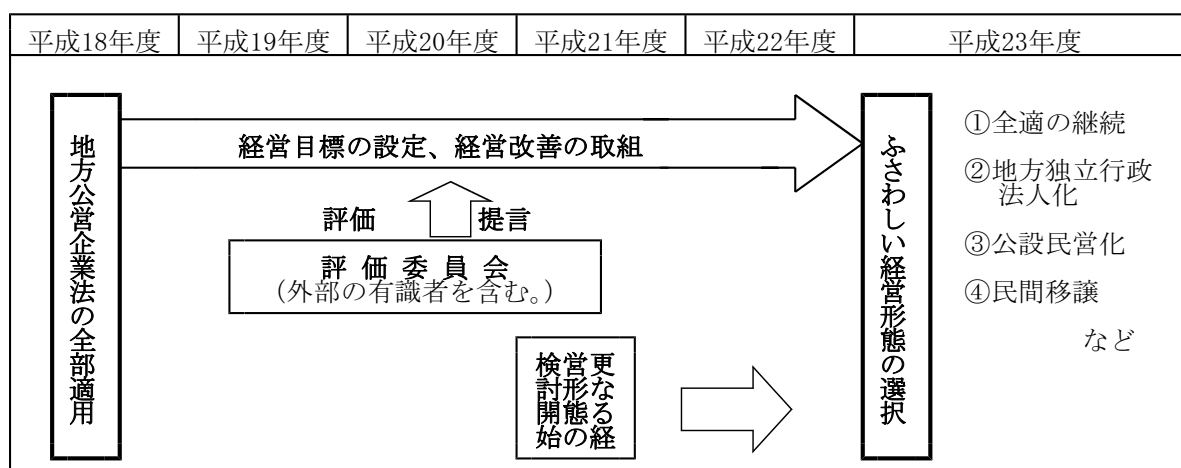 平成18年度 平成19年度 平成20年度 平成21年度 平成22年度 平成23年度
地方公営企業法の全部適用
経営目標の設定、経営改善の取組
評価 提言
評価委員会
(外部の有識者を含む。)
更なる経
営形態の
検討開始
ふさわしい経営形態の選択
①全適の継続
②地方独立行政
法人化
③公設民営化
④民間移譲
など